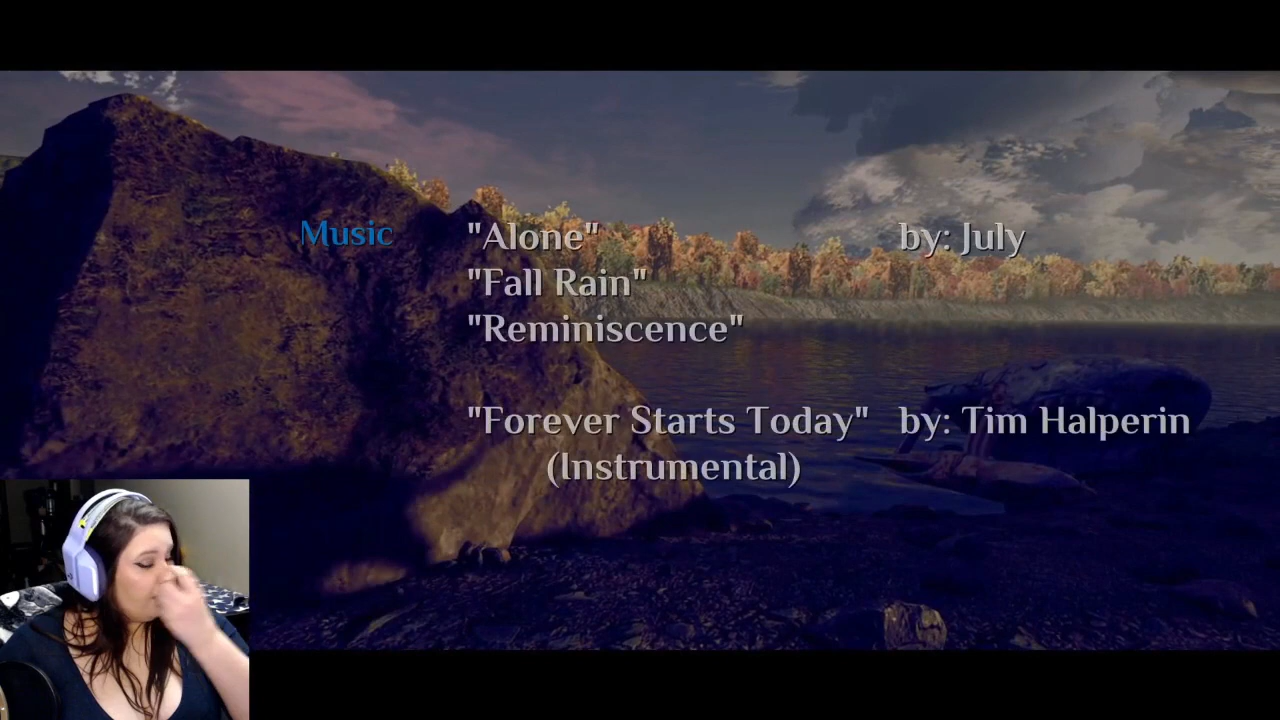 Music "Alone" by: July
"Fall Rain"
"Reminiscence"
"Forever Starts Today" by: Tim Halperin
(Instrumental)